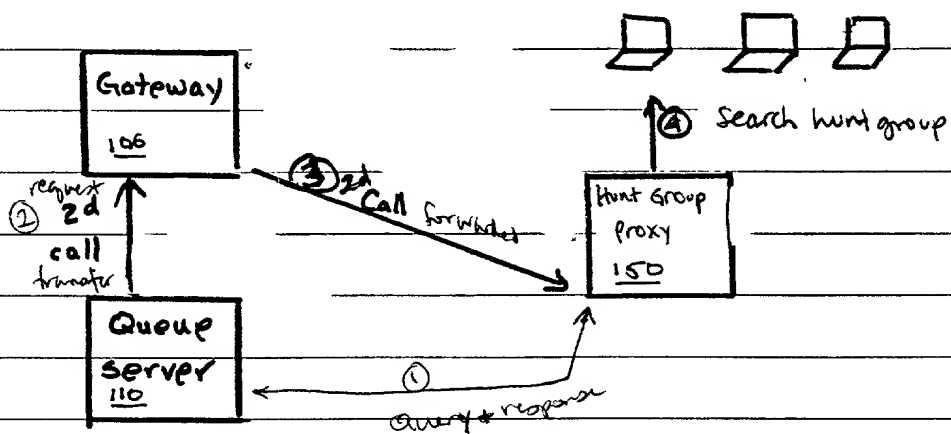 Gateway
106
④ Search hunt group
③ 2d
Call forwarded
Hunt Group
Proxy
150
request
② 2d
call
transfer
Queue
server
110
①
Query + response